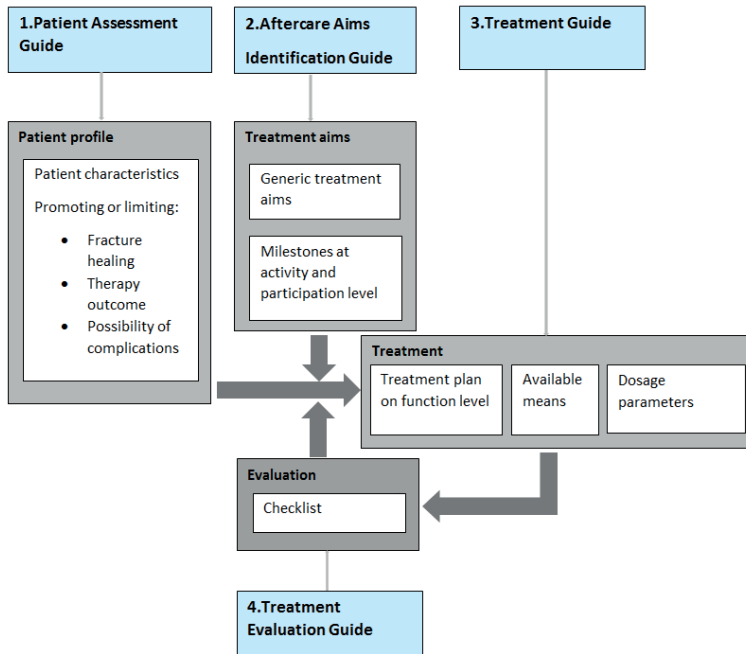 1.Patient Assessment
Guide
2.Aftercare Aims
Identification Guide
3.Treatment Guide
Patient profile
Patient characteristics
Promoting or limiting:
• Fracture
healing
• Therapy
outcome
• Possibility of
complications
Treatment aims
Generic treatment
aims
Milestones at
activity and
participation level
Treatment
Treatment plan
on function level
Available
means
Dosage
parameters
Evaluation
Checklist
4.Treatment
Evaluation Guide